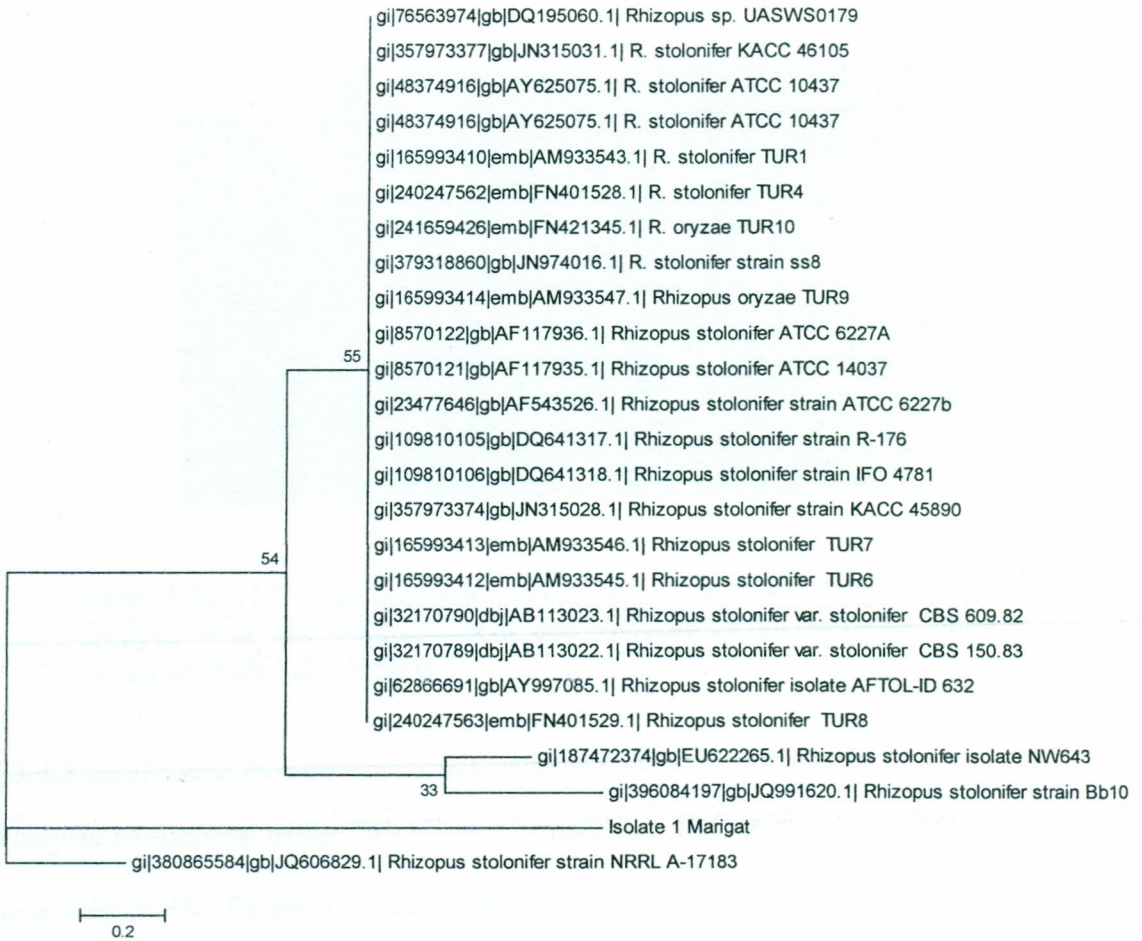 gi|76563974|gb|DQ195060.1| Rhizopus sp. UASWS0179
gi|357973377|gb|JN315031.1| R. stolonifer KACC 46105
gi|48374916|gb|AY625075.1| R. stolonifer ATCC 10437
gi|48374916|gb|AY625075.1| R. stolonifer ATCC 10437
gi|165993410|emb|AM933543.1| R. stolonifer TUR1
gi|240247562|emb|FN401528.1| R. stolonifer TUR4
gi|241659426|emb|FN421345.1| R. oryzae TUR10
gi|379318860|gb|JN974016.1| R. stolonifer strain ss8
gi|165993414|emb|AM933547.1| Rhizopus oryzae TUR9
gi|8570122|gb|AF117936.1| Rhizopus stolonifer ATCC 6227A
55
gi|8570121|gb|AF117935.1| Rhizopus stolonifer ATCC 14037
gi|23477646|gb|AF543526.1| Rhizopus stolonifer strain ATCC 6227b
gi|109810105|gb|DQ641317.1| Rhizopus stolonifer strain R-176
gi|109810106|gb|DQ641318.1| Rhizopus stolonifer strain IFO 4781
gi|357973374|gb|JN315028.1| Rhizopus stolonifer strain KACC 45890
gi|165993413|emb|AM933546.1| Rhizopus stolonifer TUR7
54
gi|165993412|emb|AM933545.1| Rhizopus stolonifer TUR6
gi|32170790|dbj|AB113023.1| Rhizopus stolonifer var. stolonifer CBS 609.82
gi|32170789|dbj|AB113022.1| Rhizopus stolonifer var. stolonifer CBS 150.83
gi|62866691|gb|AY997085.1| Rhizopus stolonifer isolate AFTOL-ID 632
gi|240247563|emb|FN401529.1| Rhizopus stolonifer TUR8
gi|187472374|gb|EU622265.1| Rhizopus stolonifer isolate NW643
33
gi|396084197|gb|JQ991620.1| Rhizopus stolonifer strain Bb10
Isolate 1 Marigat
gi|380865584|gb|JQ606829.1| Rhizopus stolonifer strain NRRL A-17183
0.2